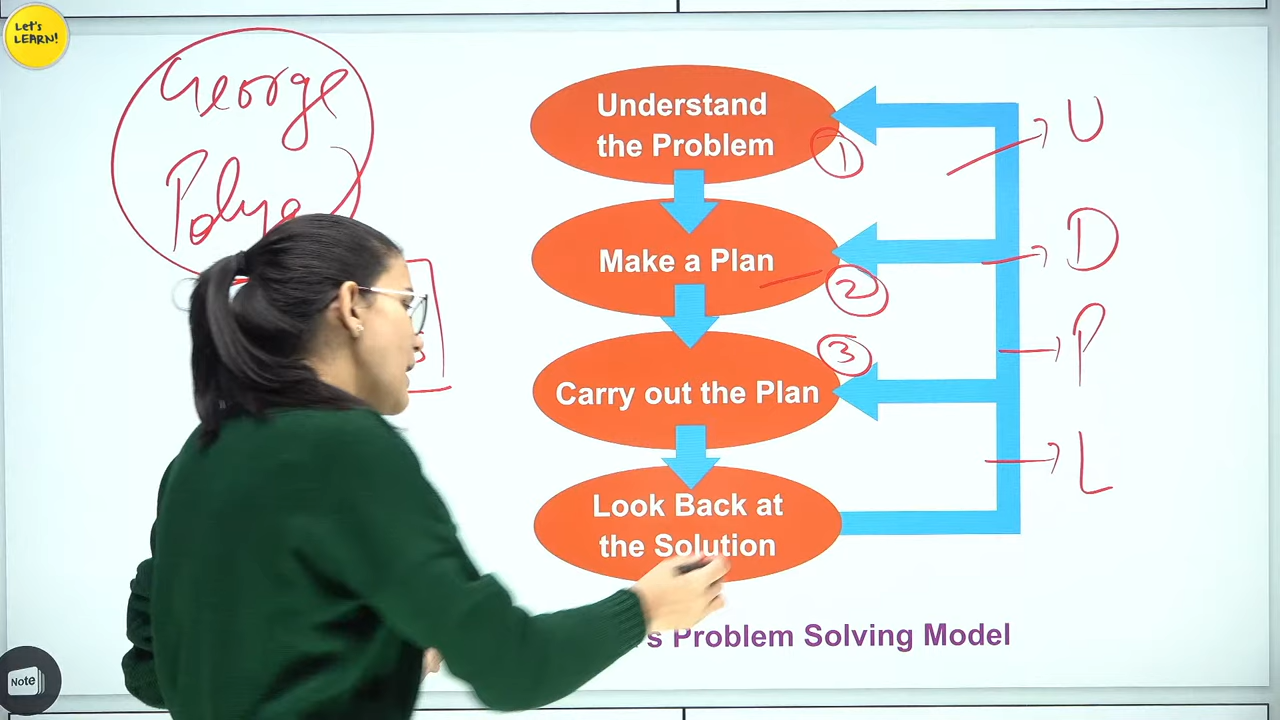 Let's
LEARN!
George
Polya
Understand
the Problem
1
Make a Plan
2
Carry out the Plan
3
Look Back at
the Solution
's Problem Solving Model
U
D
P
L
Note